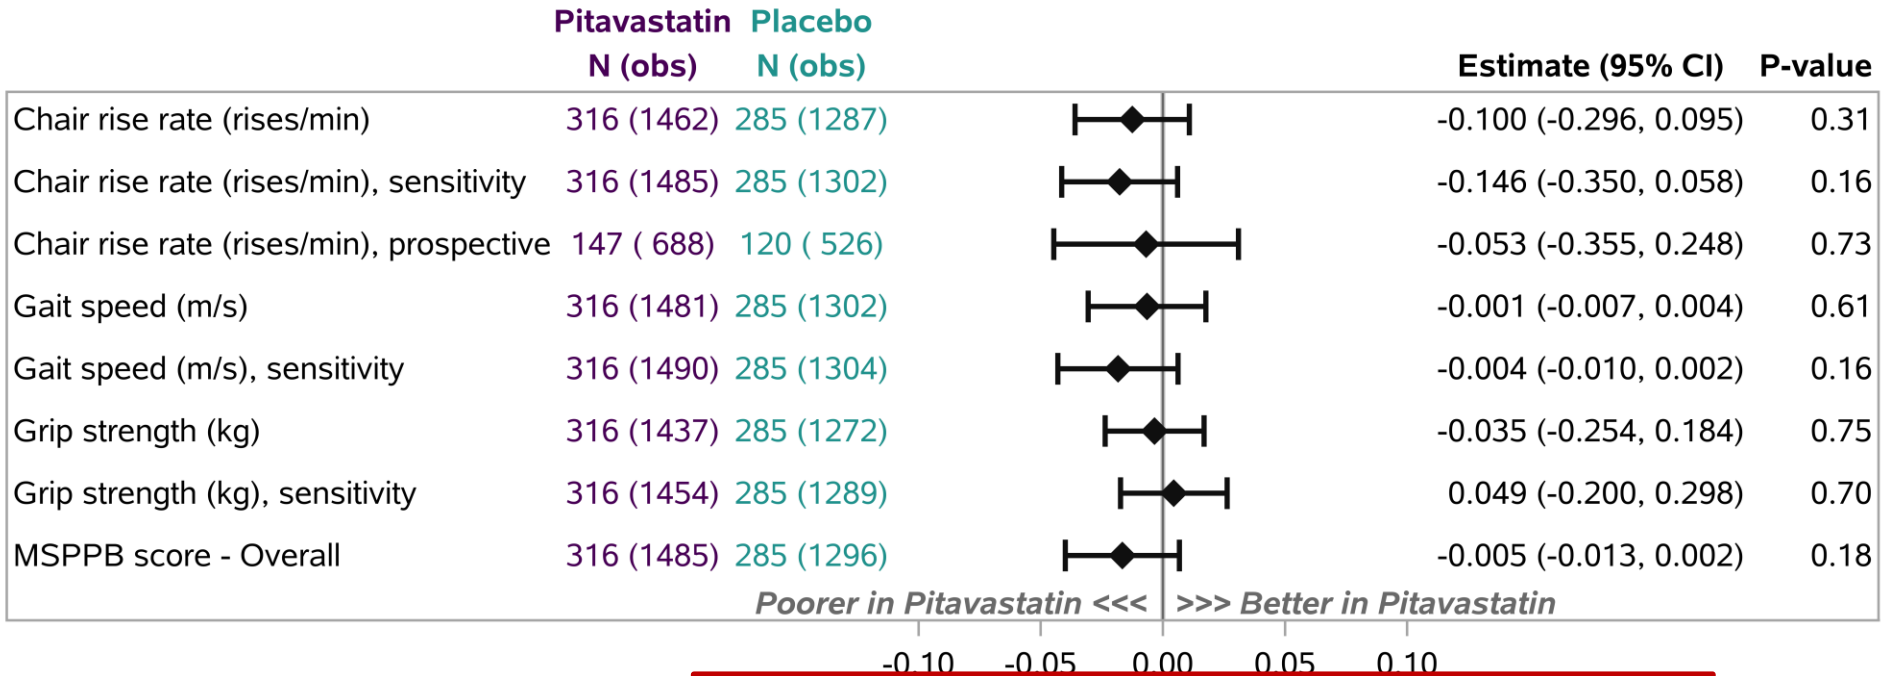 Pitavastatin Placebo
N (obs) N (obs) Estimate (95% CI) P-value
Chair rise rate (rises/min) 316 (1462) 285 (1287) -0.100 (-0.296, 0.095) 0.31
Chair rise rate (rises/min), sensitivity 316 (1485) 285 (1302) -0.146 (-0.350, 0.058) 0.16
Chair rise rate (rises/min), prospective 147 ( 688) 120 ( 526) -0.053 (-0.355, 0.248) 0.73
Gait speed (m/s) 316 (1481) 285 (1302) -0.001 (-0.007, 0.004) 0.61
Gait speed (m/s), sensitivity 316 (1490) 285 (1304) -0.004 (-0.010, 0.002) 0.16
Grip strength (kg) 316 (1437) 285 (1272) -0.035 (-0.254, 0.184) 0.75
Grip strength (kg), sensitivity 316 (1454) 285 (1289) 0.049 (-0.200, 0.298) 0.70
MSPPB score - Overall 316 (1485) 285 (1296) -0.005 (-0.013, 0.002) 0.18
Poorer in Pitavastatin <<< >>> Better in Pitavastatin
-0.10 -0.05 0.00 0.05 0.10